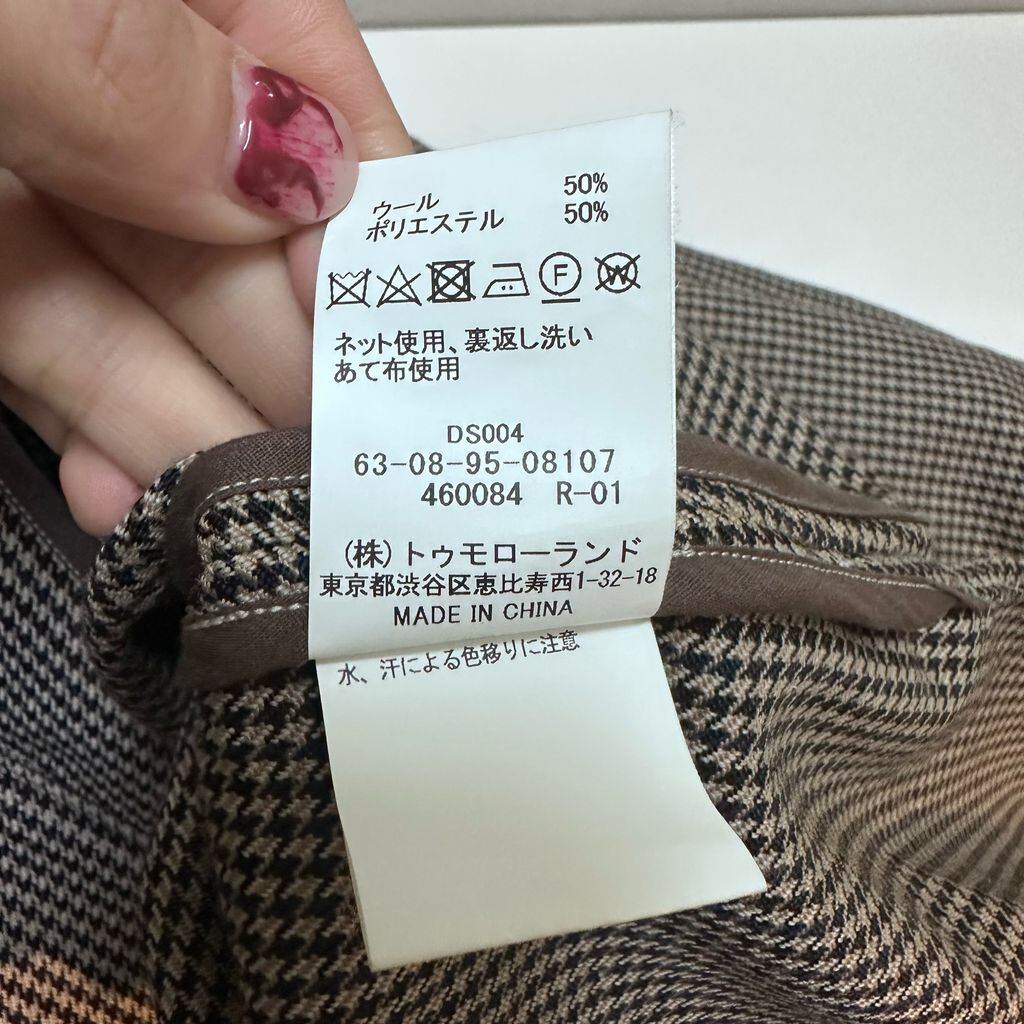 ウール 50%
ポリエステル 50%
F W
ネット使用、裏返し洗い
あて布使用
DS004
63-08-95-08107
460084 R-01
(株)トゥモローランド
東京都渋谷区恵比寿西1-32-18
MADE IN CHINA
水、汗による色移りに注意